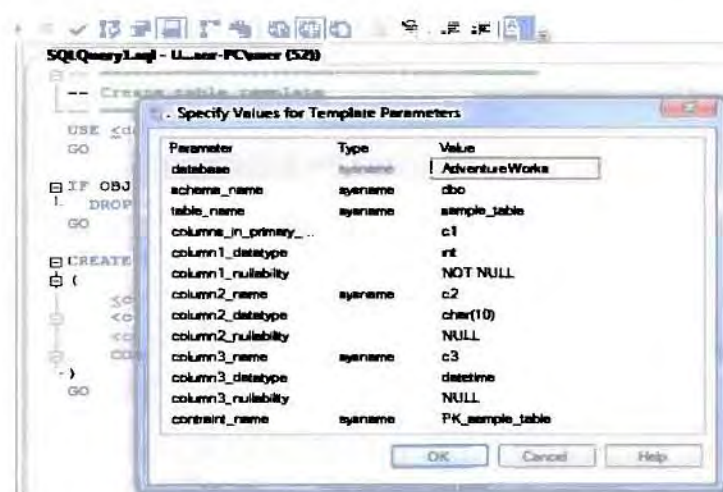 SQLQuery1.sql - U...ser-PC\user (52))
-- Create table template
Specify Values for Template Parameters
USE <d
GO
Parameter Type Value
database sysname AdventureWorks
IF OBJ
schema_name sysname dbo
DROP
table_name sysname sample_table
GO
columns_in_primary_... c1
column1_datatype int
CREATE
column1_nullability NOT NULL
(
column2_name sysname c2
<c
column2_datatype char(10)
<c
column2_nullability NULL
<c
column3_name sysname c3
CON
column3_datatype datetime
)
column3_nullability NULL
GO
contraint_name sysname PK_sample_table
OK Cancel Help